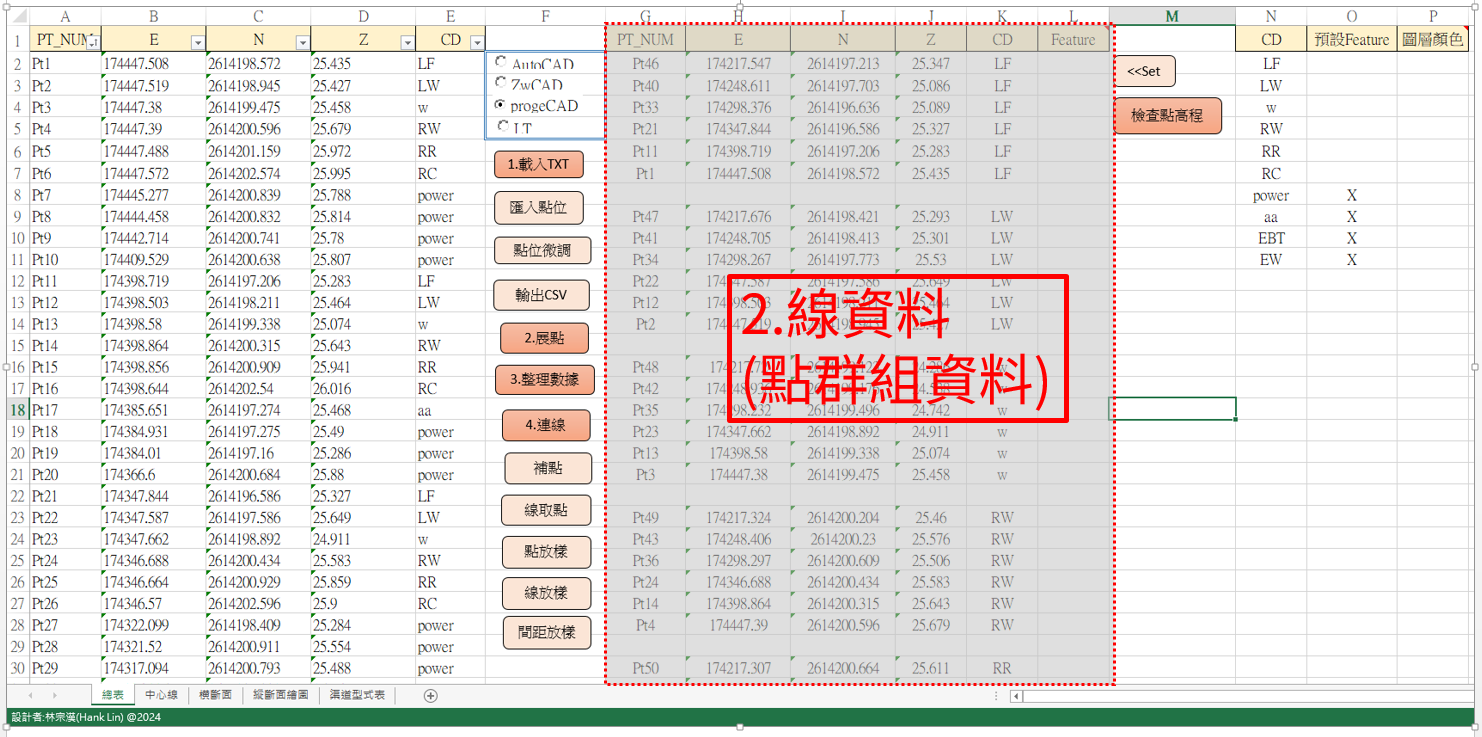 A B C D E F G H I J K L M N O P
1 PT_NUM E N Z CD PT_NUM E N Z CD Feature CD 預設Feature 圖層顏色
2 Pt1 174447.508 2614198.572 25.435 LF AutoCAD Pt46 174217.547 2614197.213 25.347 LF <<Set LF
3 Pt2 174447.519 2614198.945 25.427 LW ZwCAD Pt40 174248.611 2614197.703 25.086 LF LW
4 Pt3 174447.38 2614199.475 25.458 w progeCAD Pt33 174298.376 2614196.636 25.089 LF 檢查點高程 w
5 Pt4 174447.39 2614200.596 25.679 RW LT Pt21 174347.844 2614196.586 25.327 LF RW
6 Pt5 174447.488 2614201.159 25.972 RR 1.載入TXT Pt11 174398.719 2614197.206 25.283 LF RR
7 Pt6 174447.572 2614202.574 25.995 RC Pt1 174447.508 2614198.572 25.435 LF RC
8 Pt7 174445.277 2614200.839 25.788 power 匯入點位 power X
9 Pt8 174444.458 2614200.832 25.814 power Pt47 174217.676 2614198.421 25.293 LW aa X
10 Pt9 174442.714 2614200.741 25.78 power 點位微調 Pt41 174248.705 2614198.413 25.301 LW EBT X
11 Pt10 174409.529 2614200.638 25.807 power Pt34 174298.267 2614197.773 25.53 LW EW X
12 Pt11 174398.719 2614197.206 25.283 LF 輸出CSV Pt22 174347.587 2614197.586 25.649 LW
13 Pt12 174398.503 2614198.211 25.464 LW Pt12 LW
14 Pt13 174398.58 2614199.338 25.074 w 2.展點 Pt2 LW
2.線資料
15 Pt14 174398.864 2614200.315 25.643 RW
16 Pt15 174398.856 2614200.909 25.941 RR 3.整理數據 Pt48
(點群組資料)
17 Pt16 174398.644 2614202.54 26.016 RC Pt42
18 Pt17 174385.651 2614197.274 25.468 aa 4.連線 Pt35 174298.232 2614199.496 24.742 w
19 Pt18 174384.931 2614197.275 25.49 power Pt23 174347.662 2614198.892 24.911 w
20 Pt19 174384.01 2614197.16 25.286 power Pt13 174398.58 2614199.338 25.074 w
21 Pt20 174366.6 2614200.684 25.88 power 補點 Pt3 174447.38 2614199.475 25.458 w
22 Pt21 174347.844 2614196.586 25.327 LF
23 Pt22 174347.587 2614197.586 25.649 LW 線取點 Pt49 174217.324 2614200.204 25.46 RW
24 Pt23 174347.662 2614198.892 24.911 w Pt43 174248.406 2614200.23 25.576 RW
25 Pt24 174346.688 2614200.434 25.583 RW 點放樣 Pt36 174298.297 2614200.609 25.506 RW
26 Pt25 174346.664 2614200.929 25.859 RR Pt24 174346.688 2614200.434 25.583 RW
27 Pt26 174346.57 2614202.596 25.9 RC 線放樣 Pt14 174398.864 2614200.315 25.643 RW
28 Pt27 174322.099 2614198.409 25.284 power 間距放樣 Pt4 174447.39 2614200.596 25.679 RW
29 Pt28 174321.52 2614200.911 25.554 power
30 Pt29 174317.094 2614200.793 25.488 power Pt50 174217.307 2614200.664 25.611 RR
總表 中心線 橫斷面 縱斷面繪圖 渠道型式表
設計者:林宗漢(Hank Lin) @2024